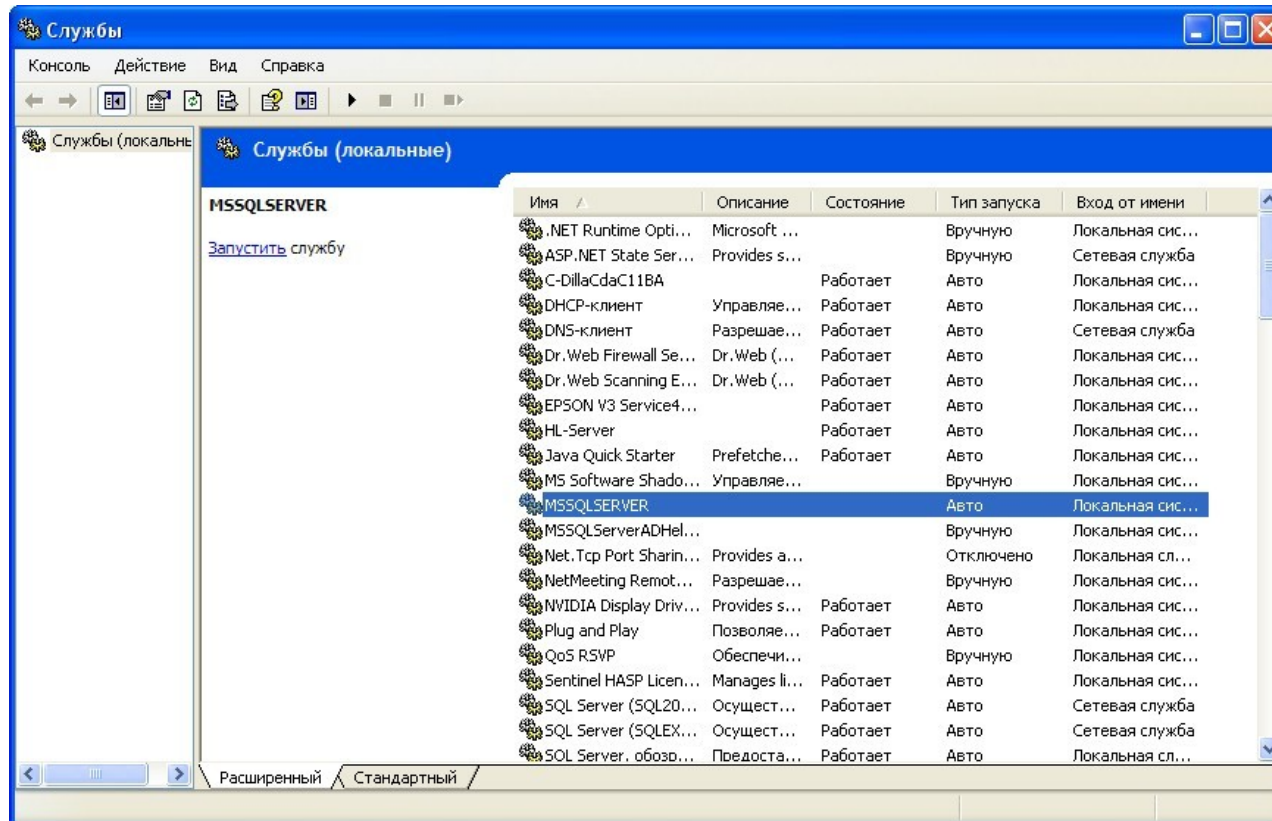 Службы
Консоль Действие Вид Справка
Службы (локальнь
Службы (локальные)
MSSQLSERVER
Запустить службу
Имя Описание Состояние Тип запуска Вход от имени
.NET Runtime Opti... Microsoft ... Вручную Локальная сис...
ASP.NET State Ser... Provides s... Вручную Сетевая служба
C-DillaCdaC11BA Работает Авто Локальная сис...
DHCP-клиент Управляе... Работает Авто Локальная сис...
DNS-клиент Разрешае... Работает Авто Сетевая служба
Dr.Web Firewall Se... Dr.Web (... Работает Авто Локальная сис...
Dr.Web Scanning E... Dr.Web (... Работает Авто Локальная сис...
EPSON V3 Service4... Работает Авто Локальная сис...
HL-Server Работает Авто Локальная сис...
Java Quick Starter Prefetche... Работает Авто Локальная сис...
MS Software Shado... Управляе... Вручную Локальная сис...
MSSQLSERVER Авто Локальная сис...
MSSQLServerADHel... Вручную Локальная сис...
Net.Tcp Port Sharin... Provides a... Отключено Локальная сл...
NetMeeting Remot... Разрешае... Вручную Локальная сис...
NVIDIA Display Driv... Provides s... Работает Авто Локальная сис...
Plug and Play Позволяе... Работает Авто Локальная сис...
QoS RSVP Обеспечи... Вручную Локальная сис...
Sentinel HASP Licen... Manages li... Работает Авто Локальная сис...
SQL Server (SQL20... Осущест... Работает Авто Сетевая служба
SQL Server (SQLEX... Осущест... Работает Авто Сетевая служба
SQL Server, обозр... Предоста... Работает Авто Локальная сл...
Расширенный Стандартный